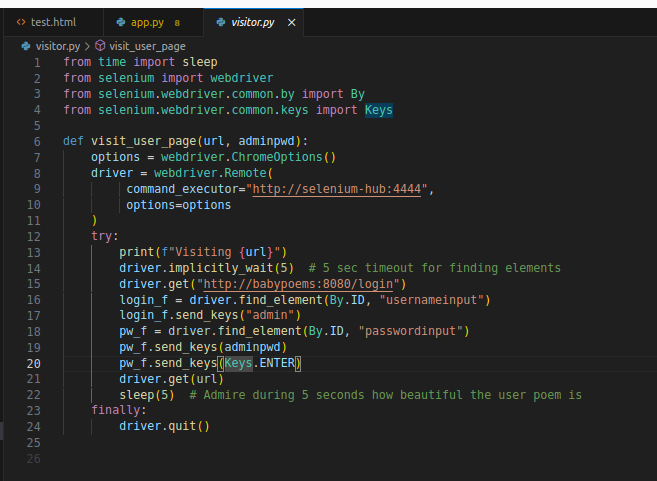 test.html app.py 8 visitor.py
visitor.py > visit_user_page
1 from time import sleep
2 from selenium import webdriver
3 from selenium.webdriver.common.by import By
4 from selenium.webdriver.common.keys import Keys
5
6 def visit_user_page(url, adminpwd):
7     options = webdriver.ChromeOptions()
8     driver = webdriver.Remote(
9          command_executor="http://selenium-hub:4444",
10         options=options
11     )
12     try:
13         print(f"Visiting {url}")
14         driver.implicitly_wait(5)  # 5 sec timeout for finding elements
15         driver.get("http://babypoems:8080/login")
16         login_f = driver.find_element(By.ID, "usernameinput")
17         login_f.send_keys("admin")
18         pw_f = driver.find_element(By.ID, "passwordinput")
19         pw_f.send_keys(adminpwd)
20         pw_f.send_keys(Keys.ENTER)
21         driver.get(url)
22         sleep(5)  # Admire during 5 seconds how beautiful the user poem is
23     finally:
24         driver.quit()
25
26